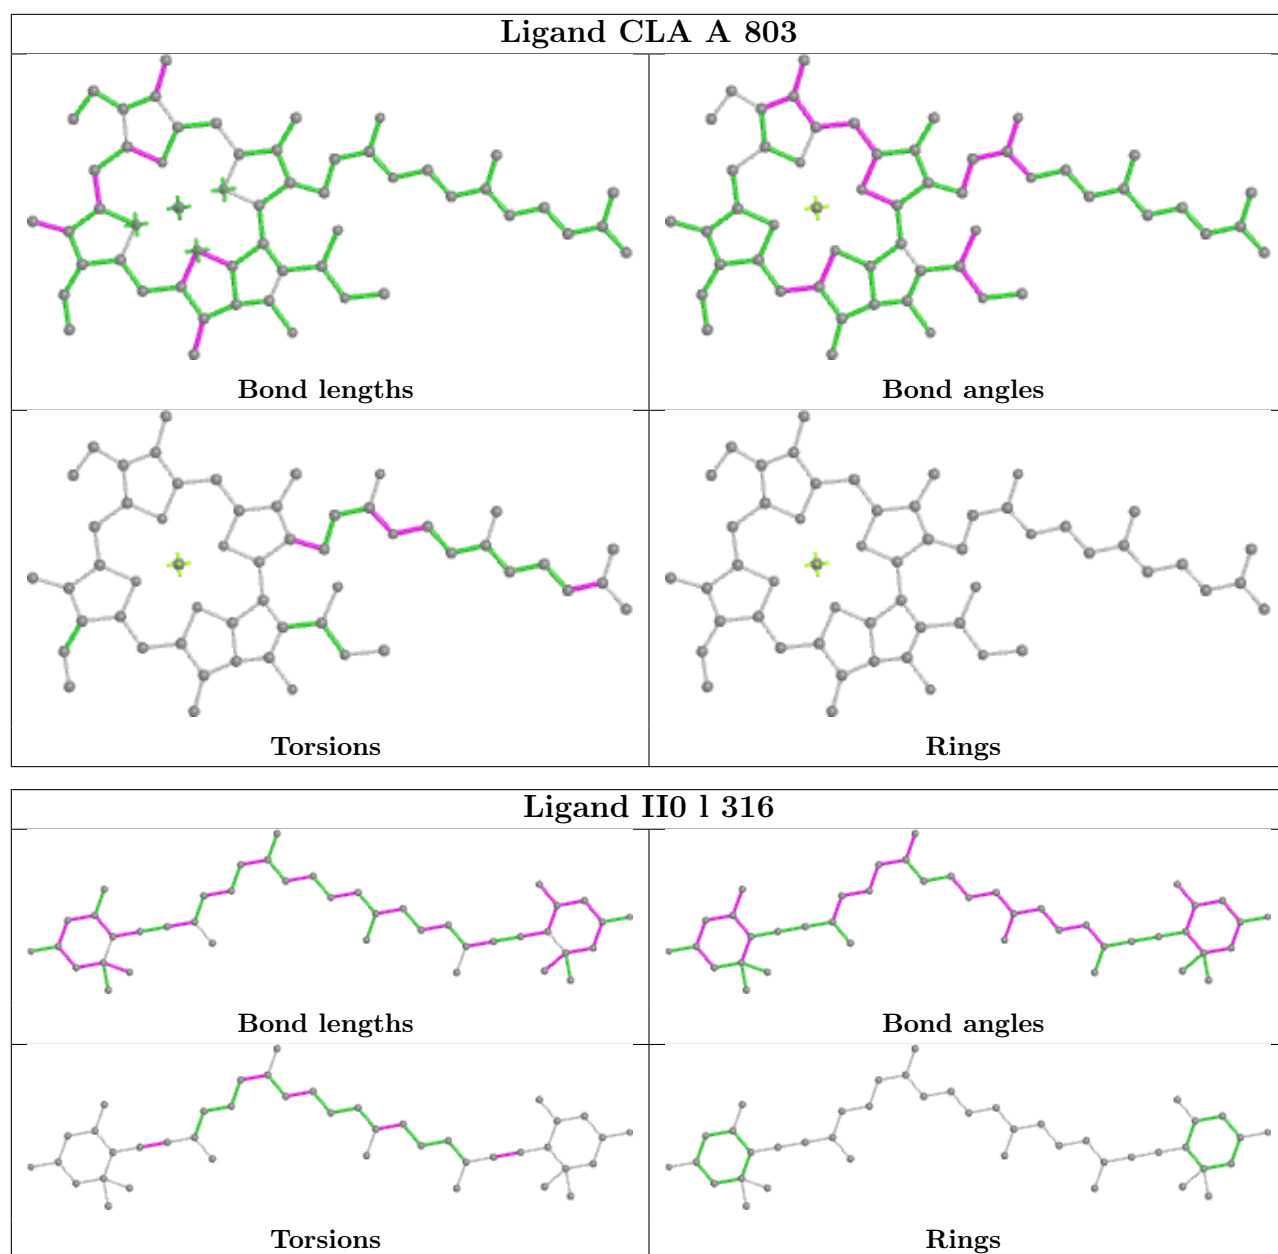 Ligand CLA A 803
Bond lengths
Bond angles
Torsions
Rings
Ligand II0 l 316
Bond lengths
Bond angles
Torsions
Rings